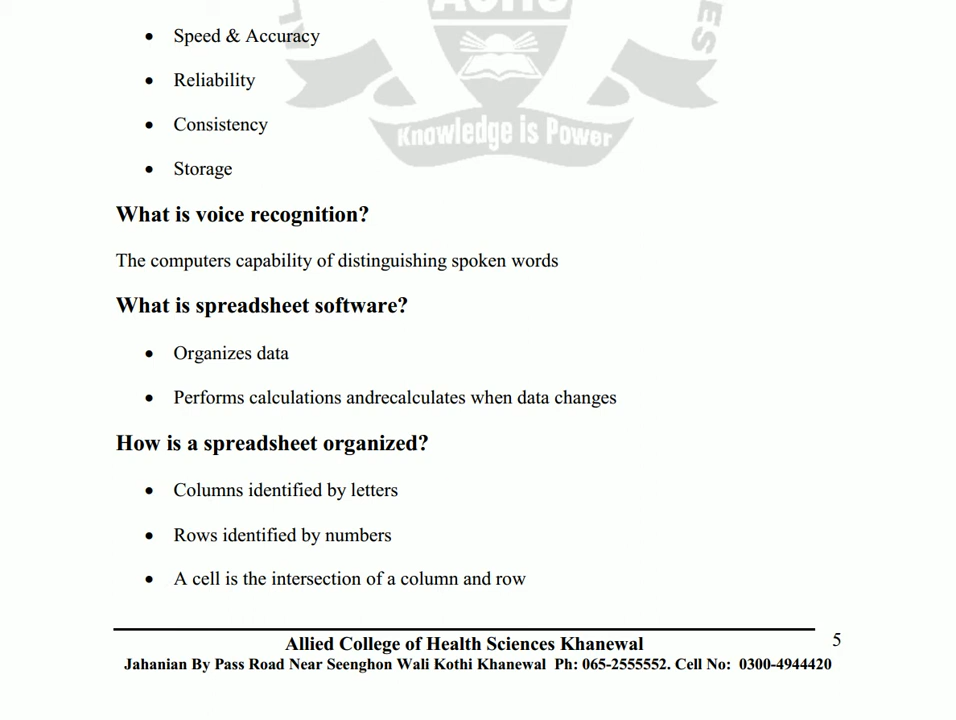 ACHS
ES
• Speed & Accuracy
• Reliability
• Consistency
Knowledge is Power
• Storage
What is voice recognition?
The computers capability of distinguishing spoken words
What is spreadsheet software?
• Organizes data
• Performs calculations andrecalculates when data changes
How is a spreadsheet organized?
• Columns identified by letters
• Rows identified by numbers
• A cell is the intersection of a column and row
Allied College of Health Sciences Khanewal
5
Jahanian By Pass Road Near Seenghon Wali Kothi Khanewal Ph: 065-2555552. Cell No: 0300-4944420